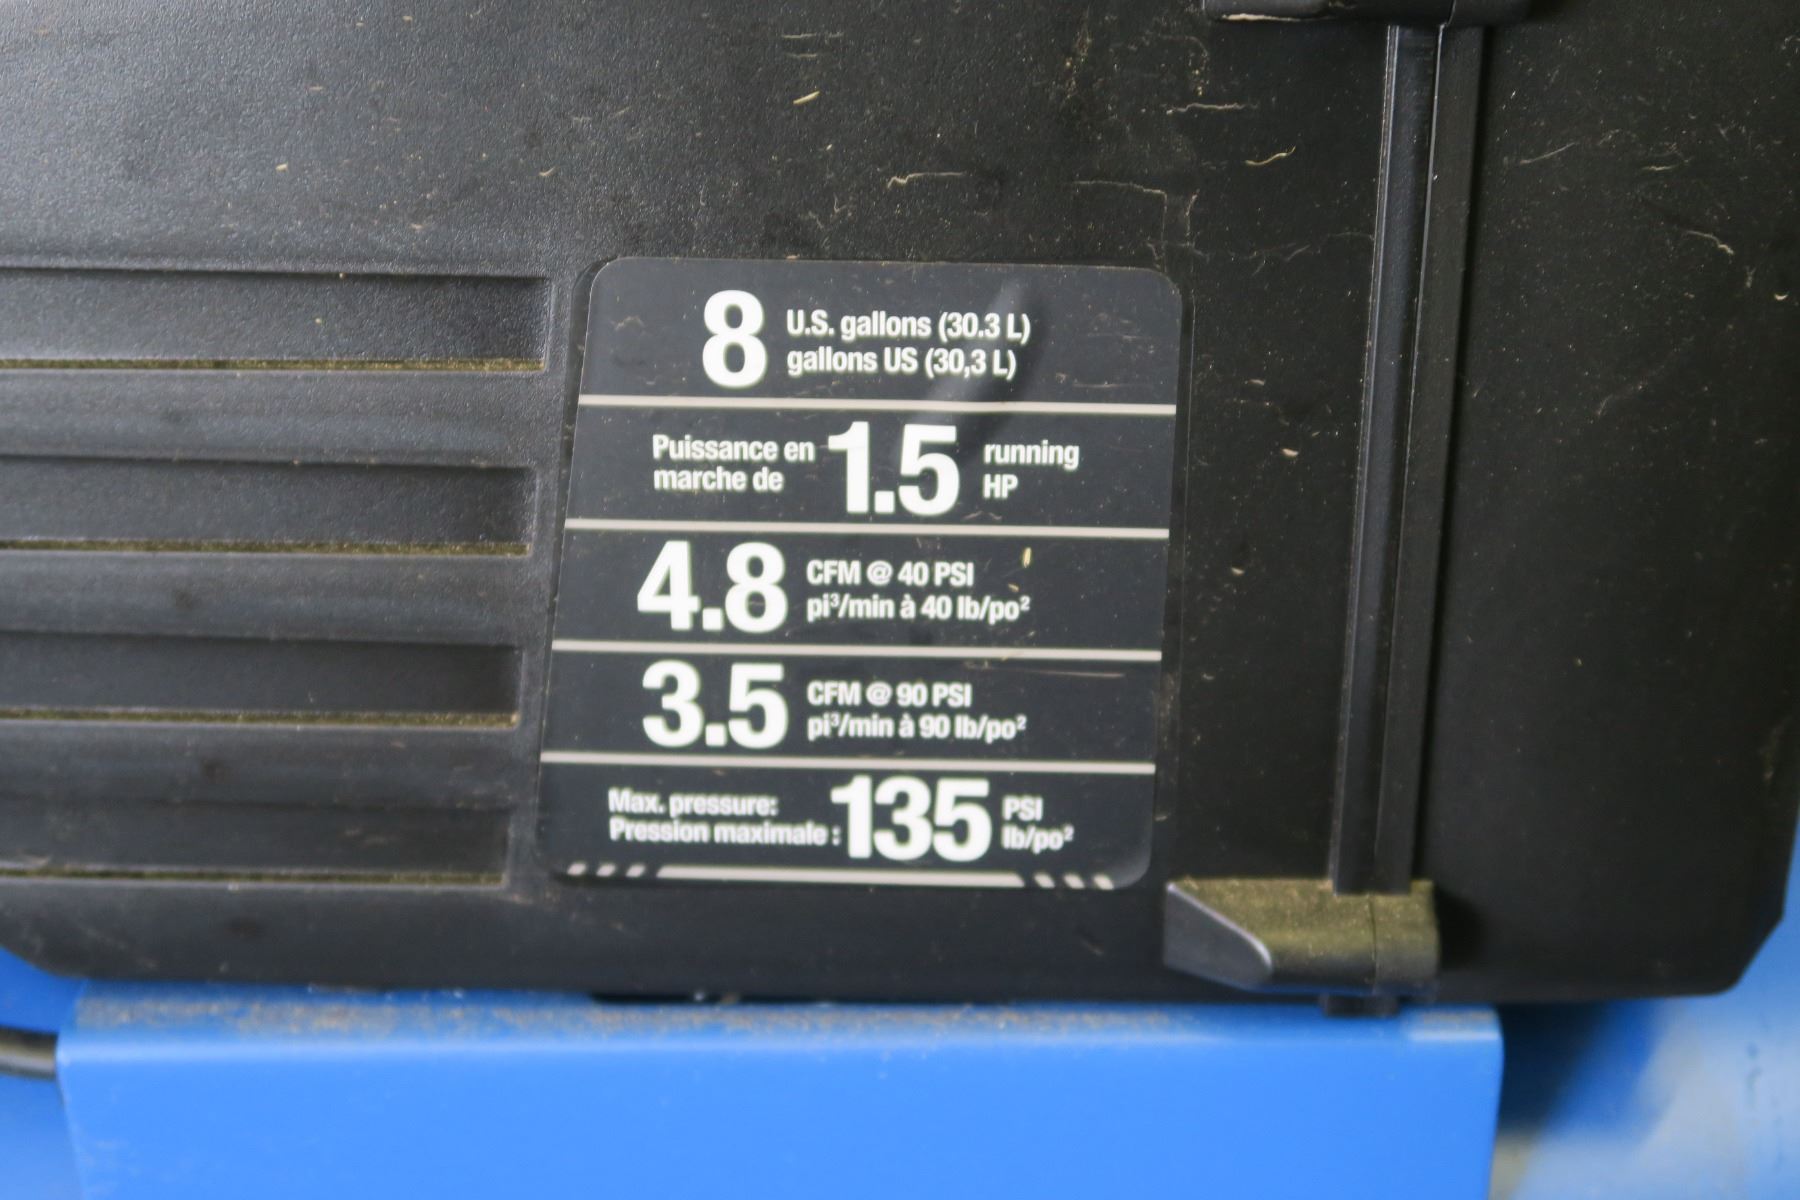 8 U.S. gallons (30.3 L)
gallons US (30,3 L)
Puissance en 1.5 running
marche de HP
4.8 CFM @ 40 PSI
pi³/min à 40 lb/po²
3.5 CFM @ 90 PSI
pi³/min à 90 lb/po²
Max. pressure: 135 PSI
Pression maximale : lb/po²